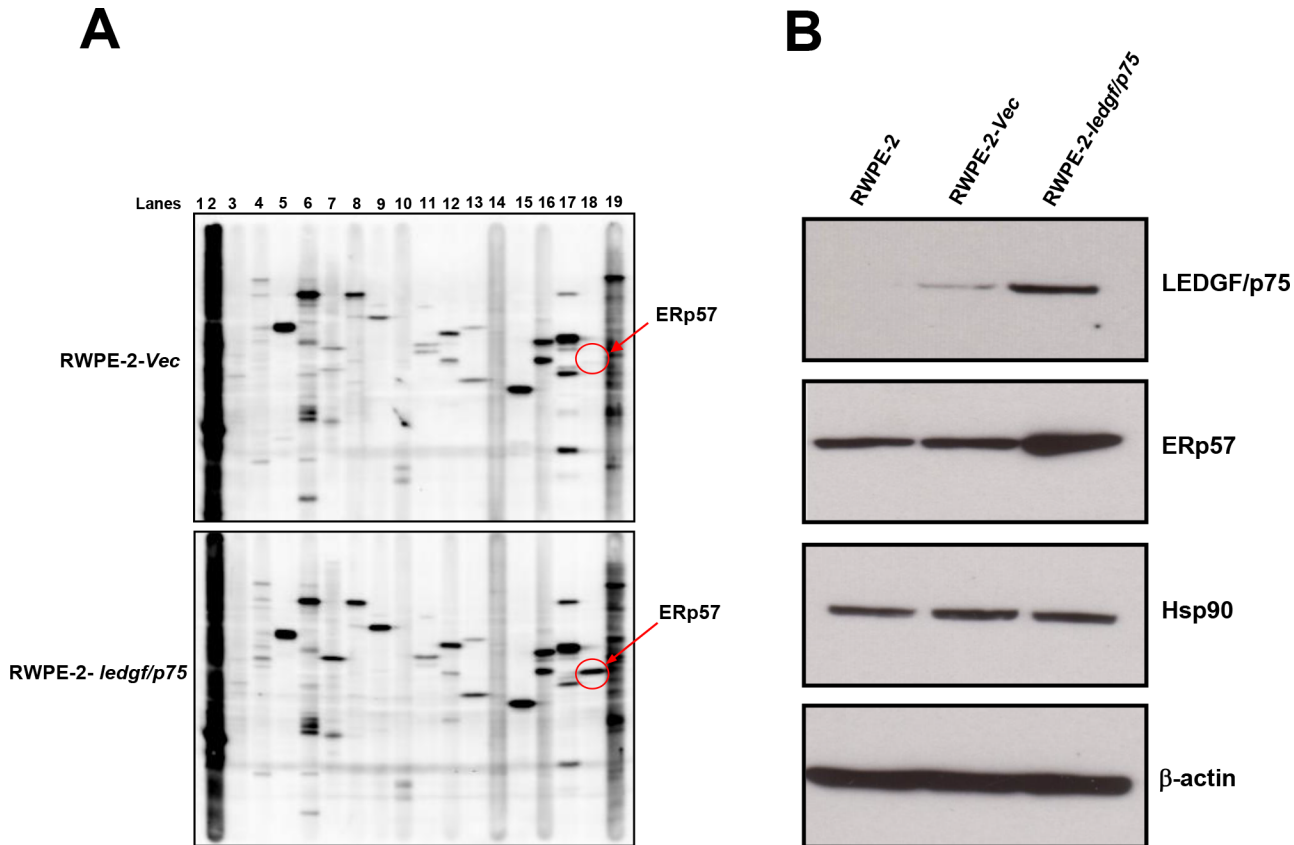 A
Lanes 1 2 3 4 5 6 7 8 9 10 11 12 13 14 15 16 17 18 19
RWPE-2-Vec
ERp57
RWPE-2- ledgf/p75
ERp57
B
RWPE-2
RWPE-2-Vec
RWPE-2-ledgf/p75
LEDGF/p75
ERp57
Hsp90
β-actin